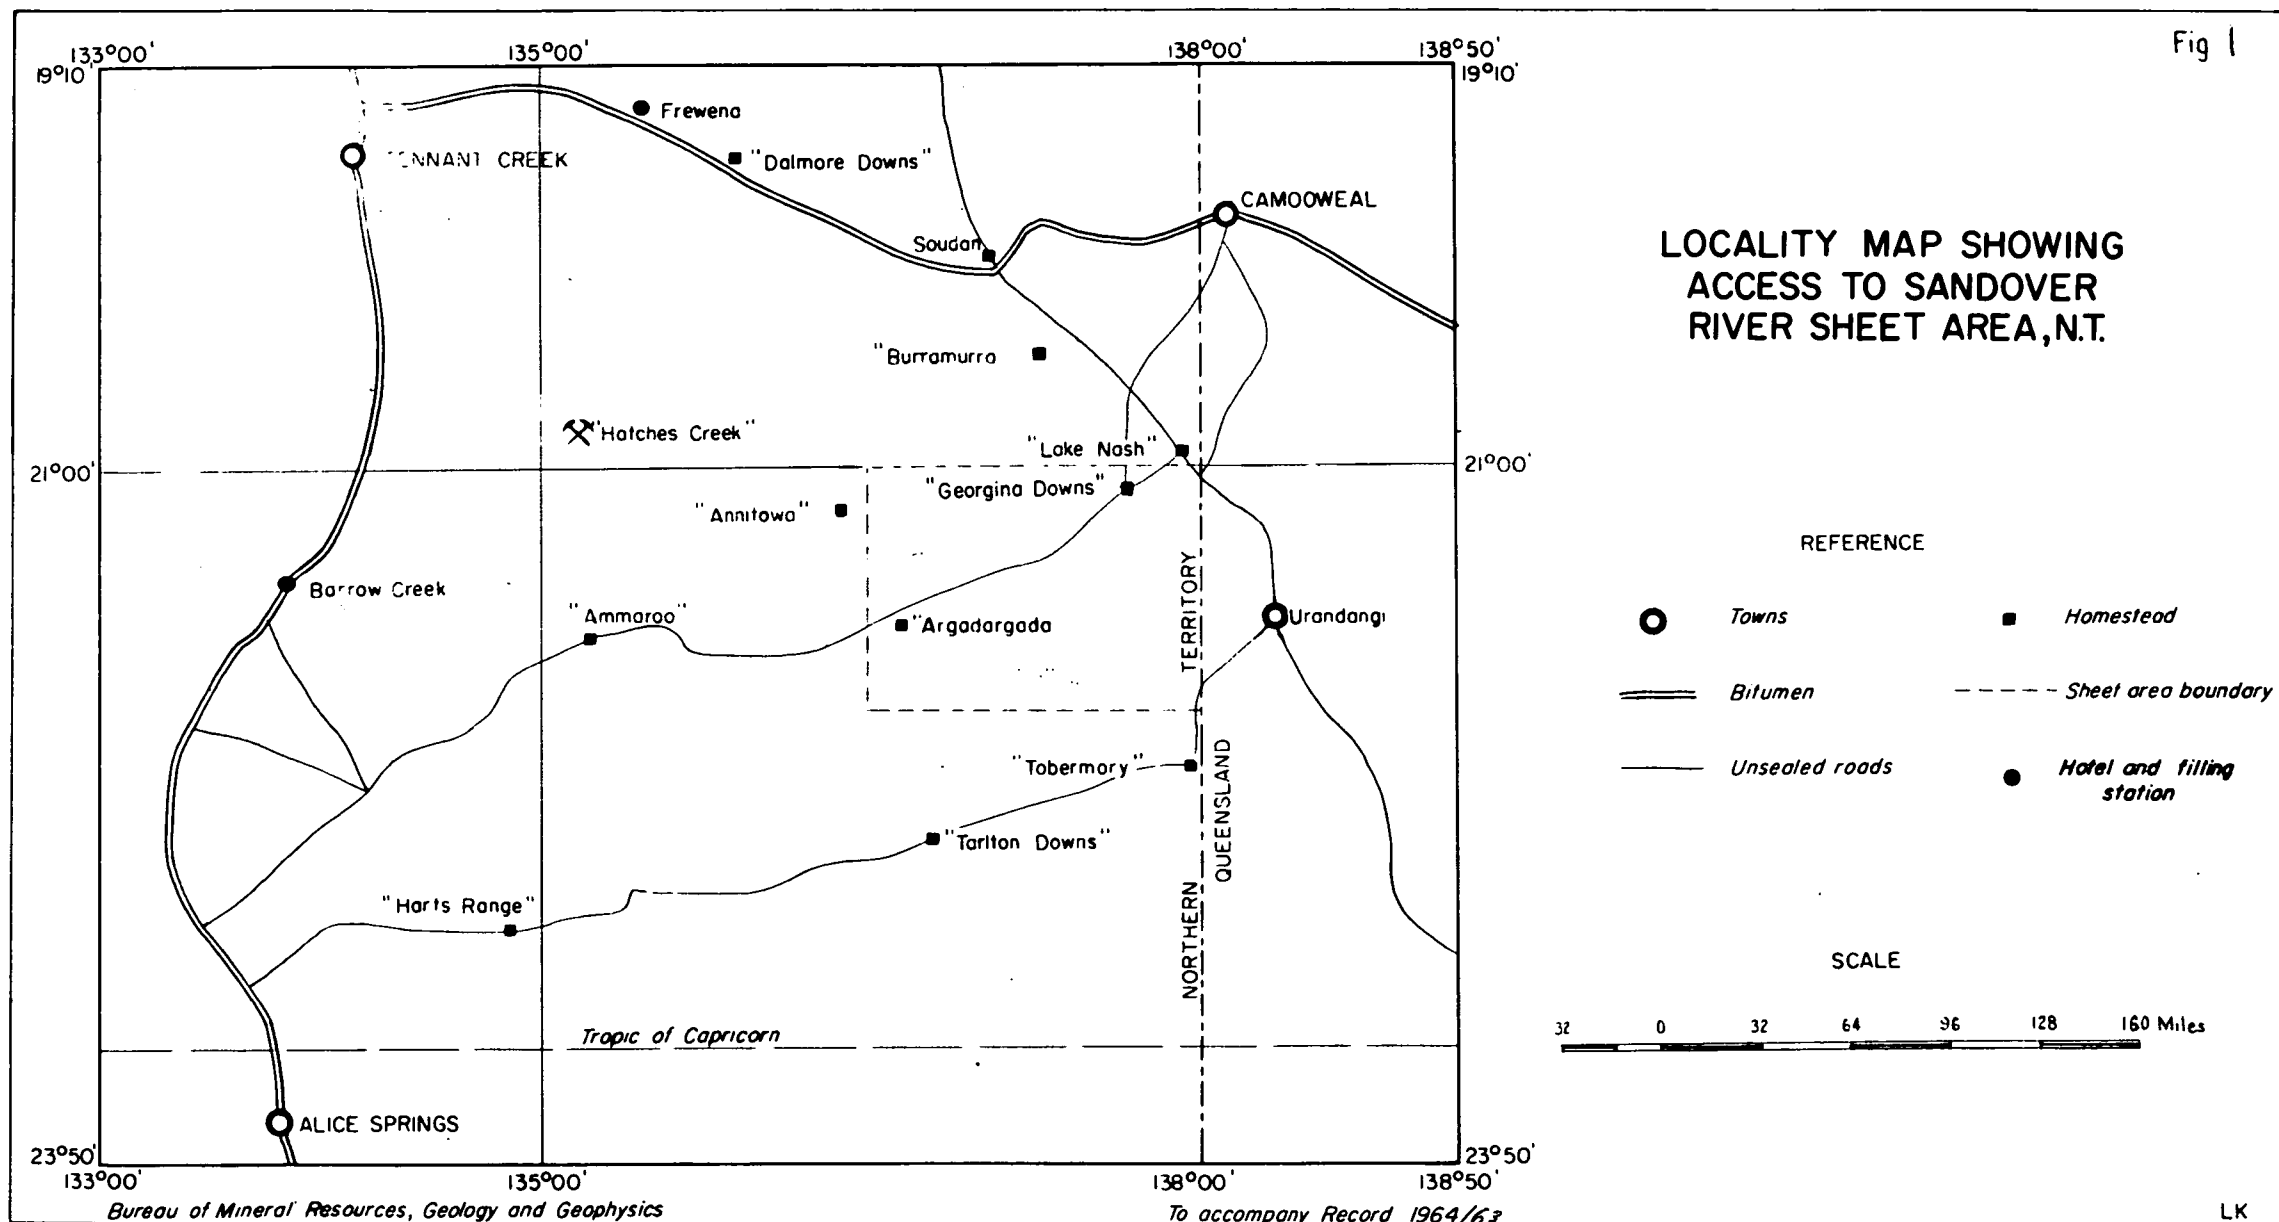 Fig 1
133°00'
135°00'
138°00'
138°50'
19°10'
19°10'
Frewena
TENNANT CREEK
"Dalmore Downs"
CAMOOWEAL
Soudan
"Burramurra
"Hatches Creek"
"Lake Nash"
21°00'
21°00'
"Georgina Downs"
"Annitowa"
Barrow Creek
"Ammaroo"
"Argadargada
Urandangi
"Tobermory"
"Tarlton Downs"
"Harts Range"
NORTHERN TERRITORY
QUEENSLAND
Tropic of Capricorn
ALICE SPRINGS
23°50'
23°50'
133°00'
135°00'
138°00'
138°50'
LOCALITY MAP SHOWING
ACCESS TO SANDOVER
RIVER SHEET AREA, N.T.
REFERENCE
Towns
Homestead
Bitumen
Sheet area boundary
Unsealed roads
Hotel and filling
station
SCALE
32 0 32 64 96 128 160 Miles
Bureau of Mineral Resources, Geology and Geophysics
To accompany Record 1964/63
LK